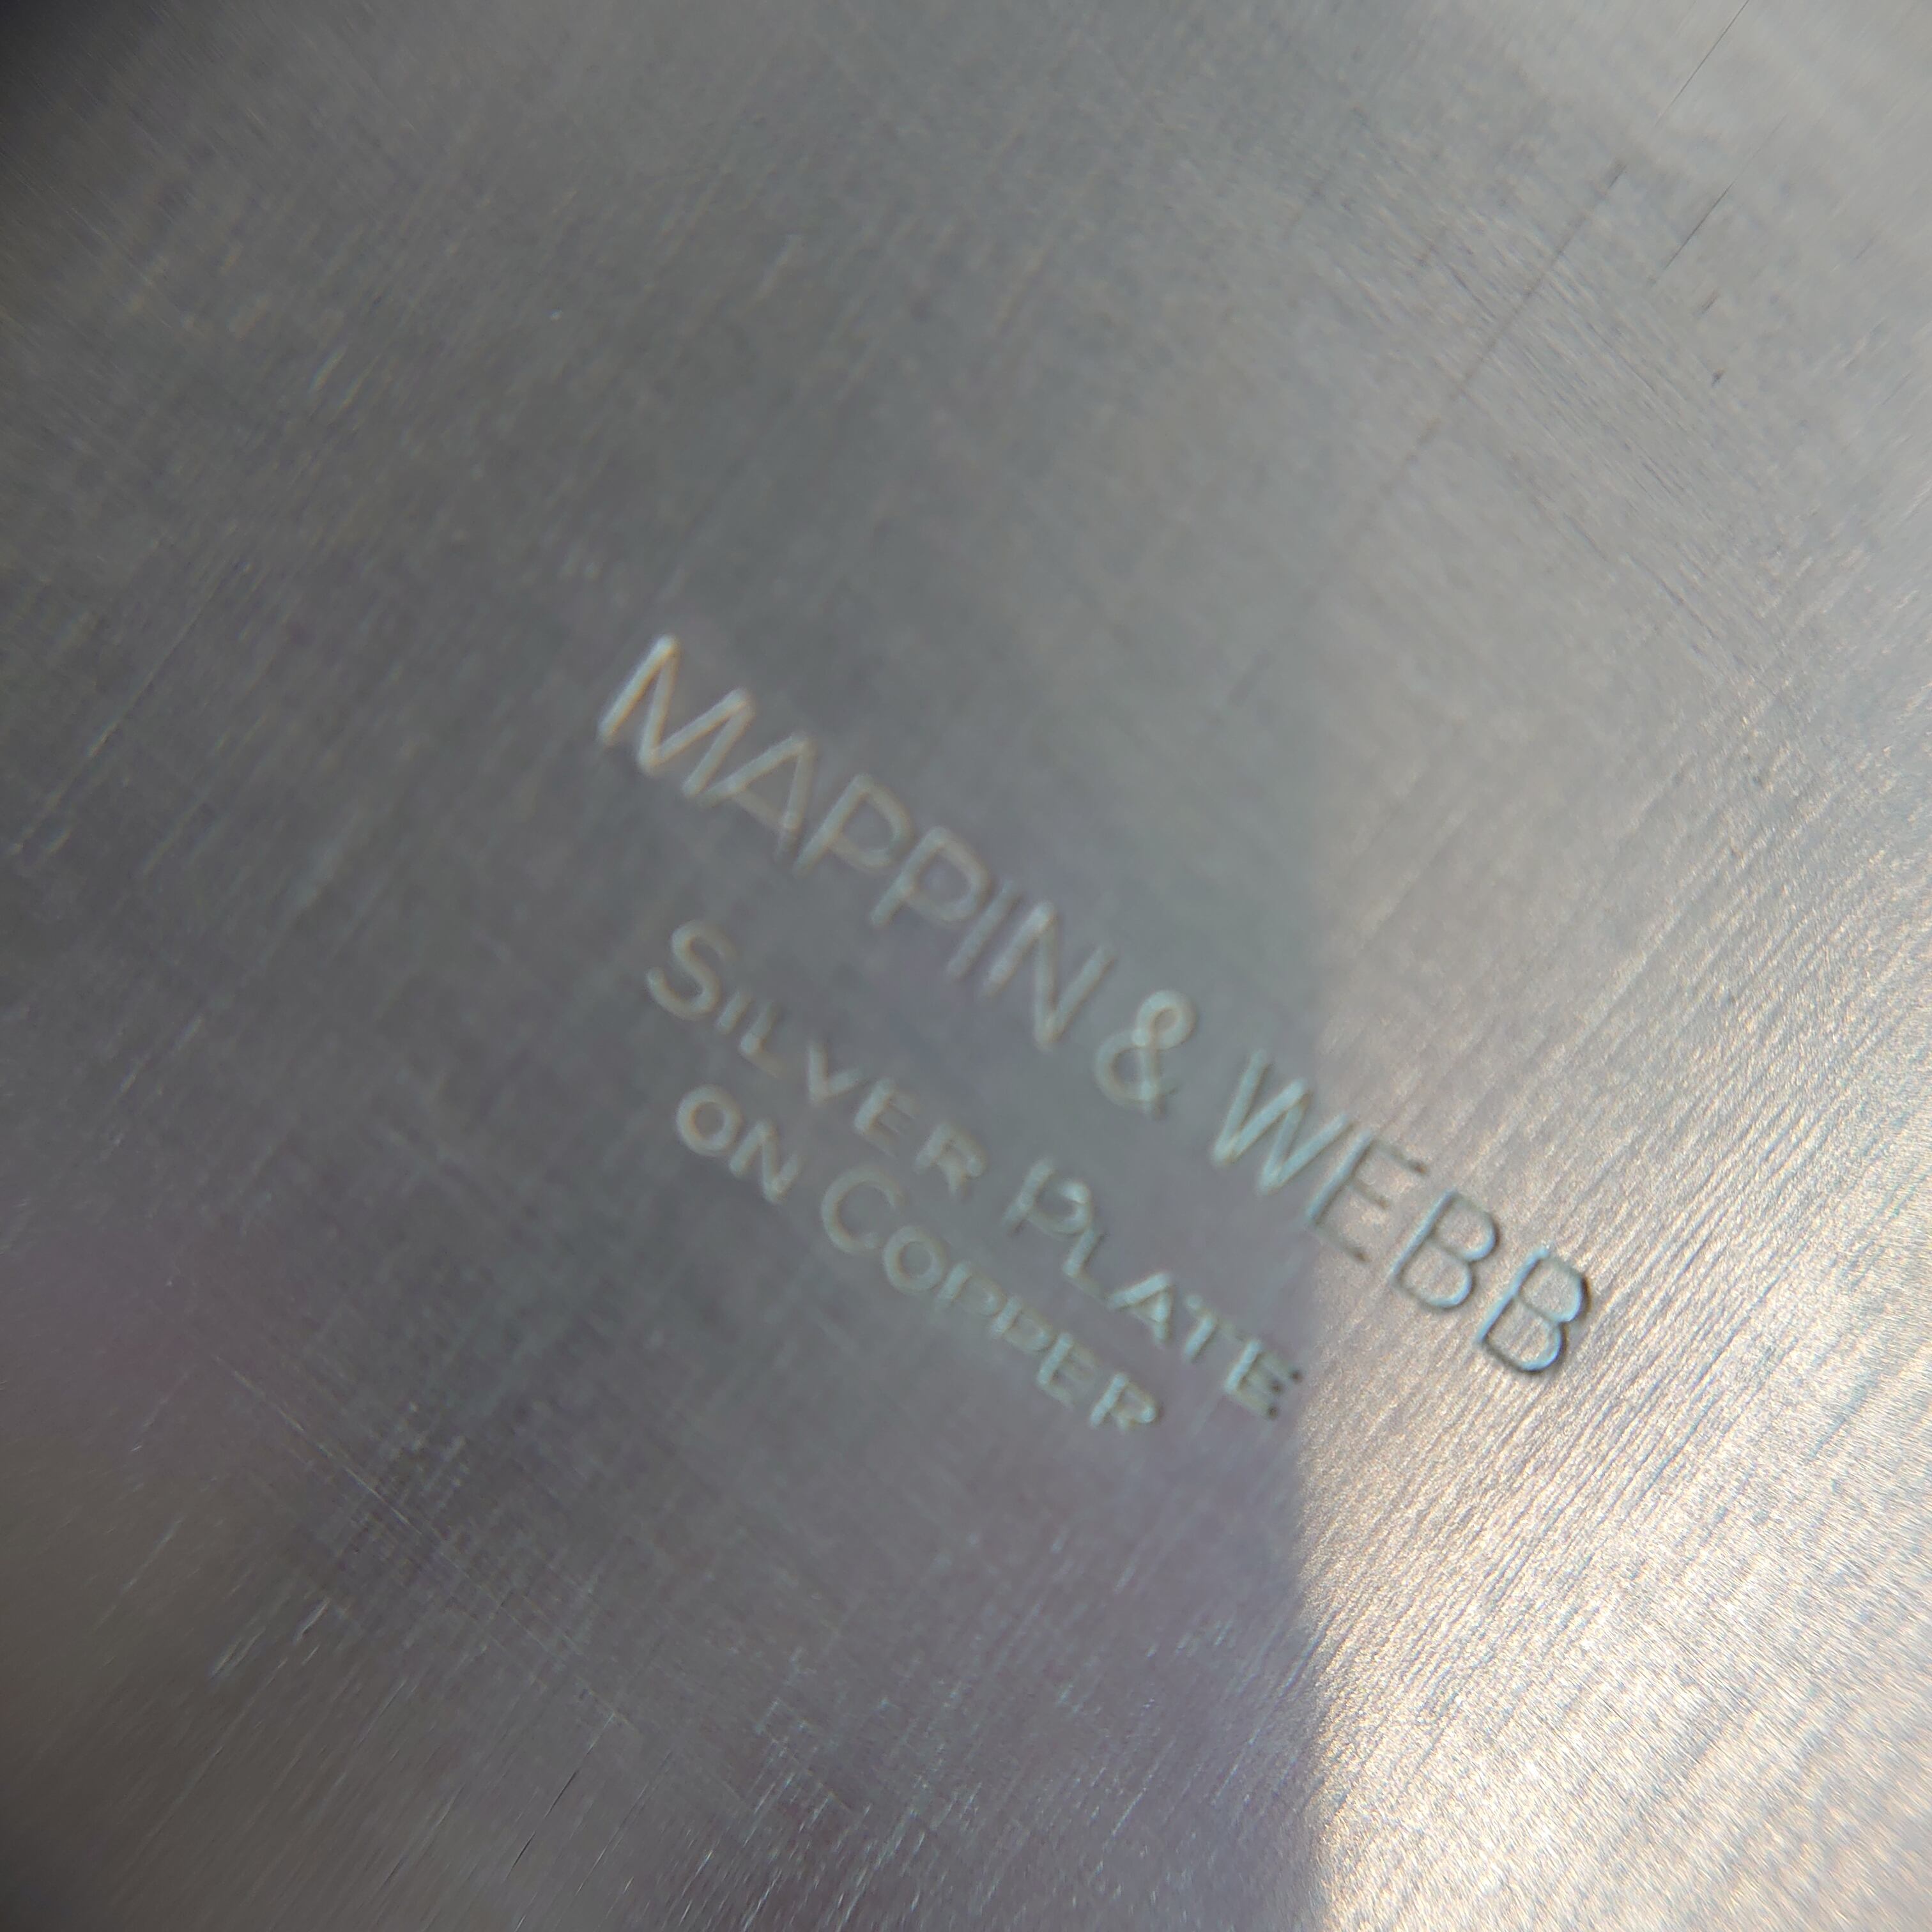 MAPPIN & WEBB
SILVER PLATE
ON COPPER